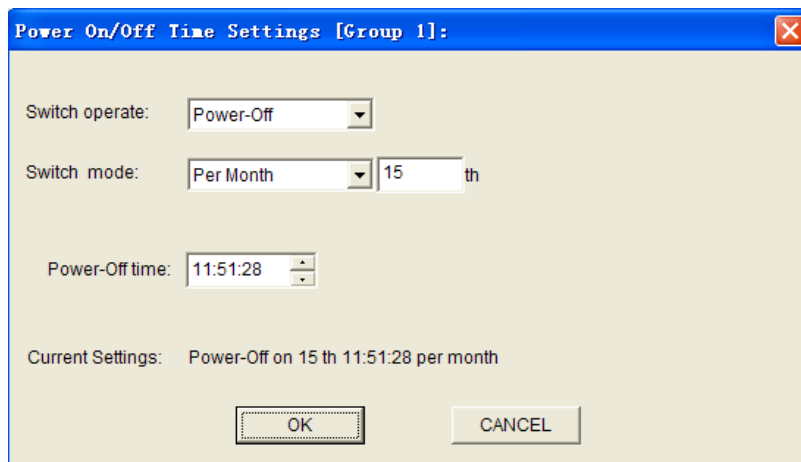 Power On/Off Time Settings [Group 1]:
Switch operate: Power-Off
Switch mode: Per Month 15 th
Power-Off time: 11:51:28
Current Settings: Power-Off on 15 th 11:51:28 per month
OK CANCEL